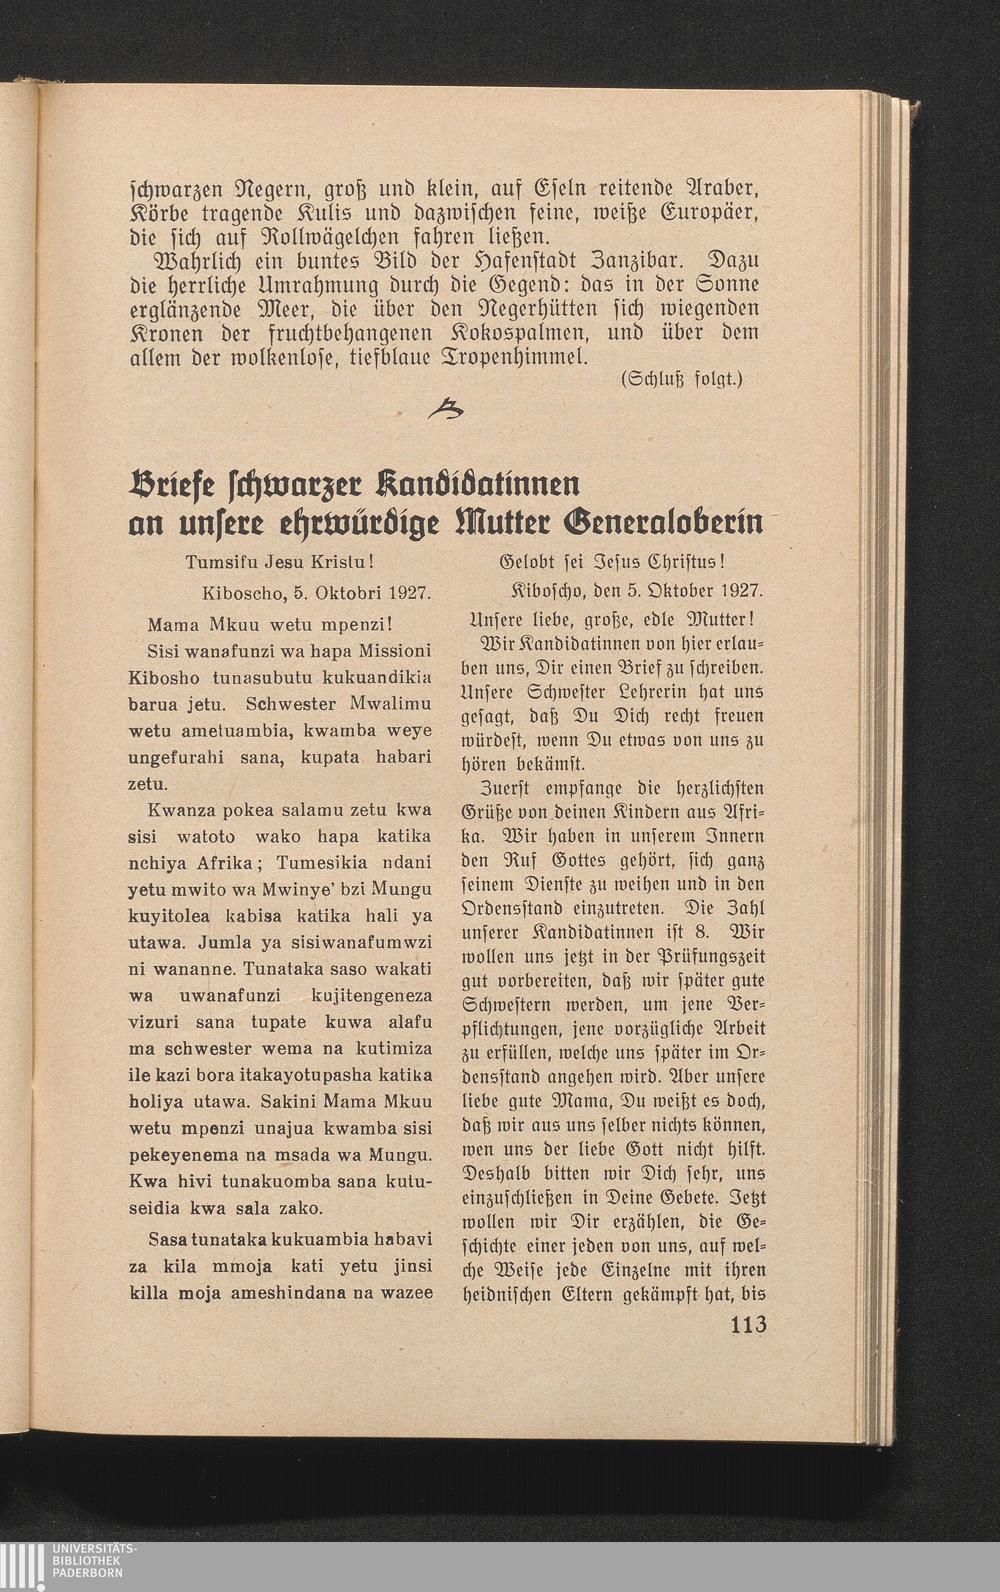 schwarzen Negern, groß und klein, auf Eseln reitende Araber,
Körbe tragende Kulis und dazwischen feine, weiße Europäer,
die sich auf Rollwägelchen fahren ließen.
Wahrlich ein buntes Bild der Hafenstadt Zanzibar. Dazu
die herrliche Umrahmung durch die Gegend: das in der Sonne
erglänzende Meer, die über den Negerhütten sich wiegenden
Kronen der fruchtbehangenen Kokospalmen, und über dem
allem der wolkenlose, tiefblaue Tropenhimmel.
(Schluß folgt.)
Briefe schwarzer Kandidatinnen
an unsere ehrwürdige Mutter Generaloberin
Tumsifu Jesu Kristu!
Kiboscho, 5. Oktobri 1927.
Mama Mkuu wetu mpenzi!
Sisi wanafunzi wa hapa Missioni
Kibosho tunasubutu kukuandikia
barua jetu. Schwester Mwalimu
wetu ametuambia, kwamba weye
ungefurahi sana, kupata habari
zetu.
Kwanza pokea salamu zetu kwa
sisi watoto wako hapa katika
nchiya Afrika; Tumesikia ndani
yetu mwito wa Mwinye' bzi Mungu
kuyitolea kabisa katika hali ya
utawa. Jumla ya sisiwanafumwzi
ni wananne. Tunataka saso wakati
wa uwanafunzi kujitengeneza
vizuri sana tupate kuwa alafu
ma schwester wema na kutimiza
ile kazi bora itakayotupasha katika
holiya utawa. Sakini Mama Mkuu
wetu mpenzi unajua kwamba sisi
pekeyenema na msada wa Mungu.
Kwa hivi tunakuomba sana kutu-
seidia kwa sala zako.
Sasa tunataka kukuambia habavi
za kila mmoja kati yetu jinsi
killa moja ameshindana na wazee
Gelobt sei Jesus Christus!
Kiboscho, den 5. Oktober 1927.
Unsere liebe, große, edle Mutter!
Wir Kandidatinnen von hier erlau-
ben uns, Dir einen Brief zu schreiben.
Unsere Schwester Lehrerin hat uns
gesagt, daß Du Dich recht freuen
würdest, wenn Du etwas von uns zu
hören bekämst.
Zuerst empfange die herzlichsten
Grüße von deinen Kindern aus Afri-
ka. Wir haben in unserem Innern
den Ruf Gottes gehört, sich ganz
seinem Dienste zu weihen und in den
Ordensstand einzutreten. Die Zahl
unserer Kandidatinnen ist 8. Wir
wollen uns jetzt in der Prüfungszeit
gut vorbereiten, daß wir später gute
Schwestern werden, um jene Ver-
pflichtungen, jene vorzügliche Arbeit
zu erfüllen, welche uns später im Or-
densstand angehen wird. Aber unsere
liebe gute Mama, Du weißt es doch,
daß wir aus uns selber nichts können,
wen uns der liebe Gott nicht hilft.
Deshalb bitten wir Dich sehr, uns
einzuschließen in Deine Gebete. Jetzt
wollen wir Dir erzählen, die Ge-
schichte einer jeden von uns, auf wel-
che Weise jede Einzelne mit ihren
heidnischen Eltern gekämpft hat, bis
113
UNIVERSITÄTS-
BIBLIOTHEK
PADERBORN